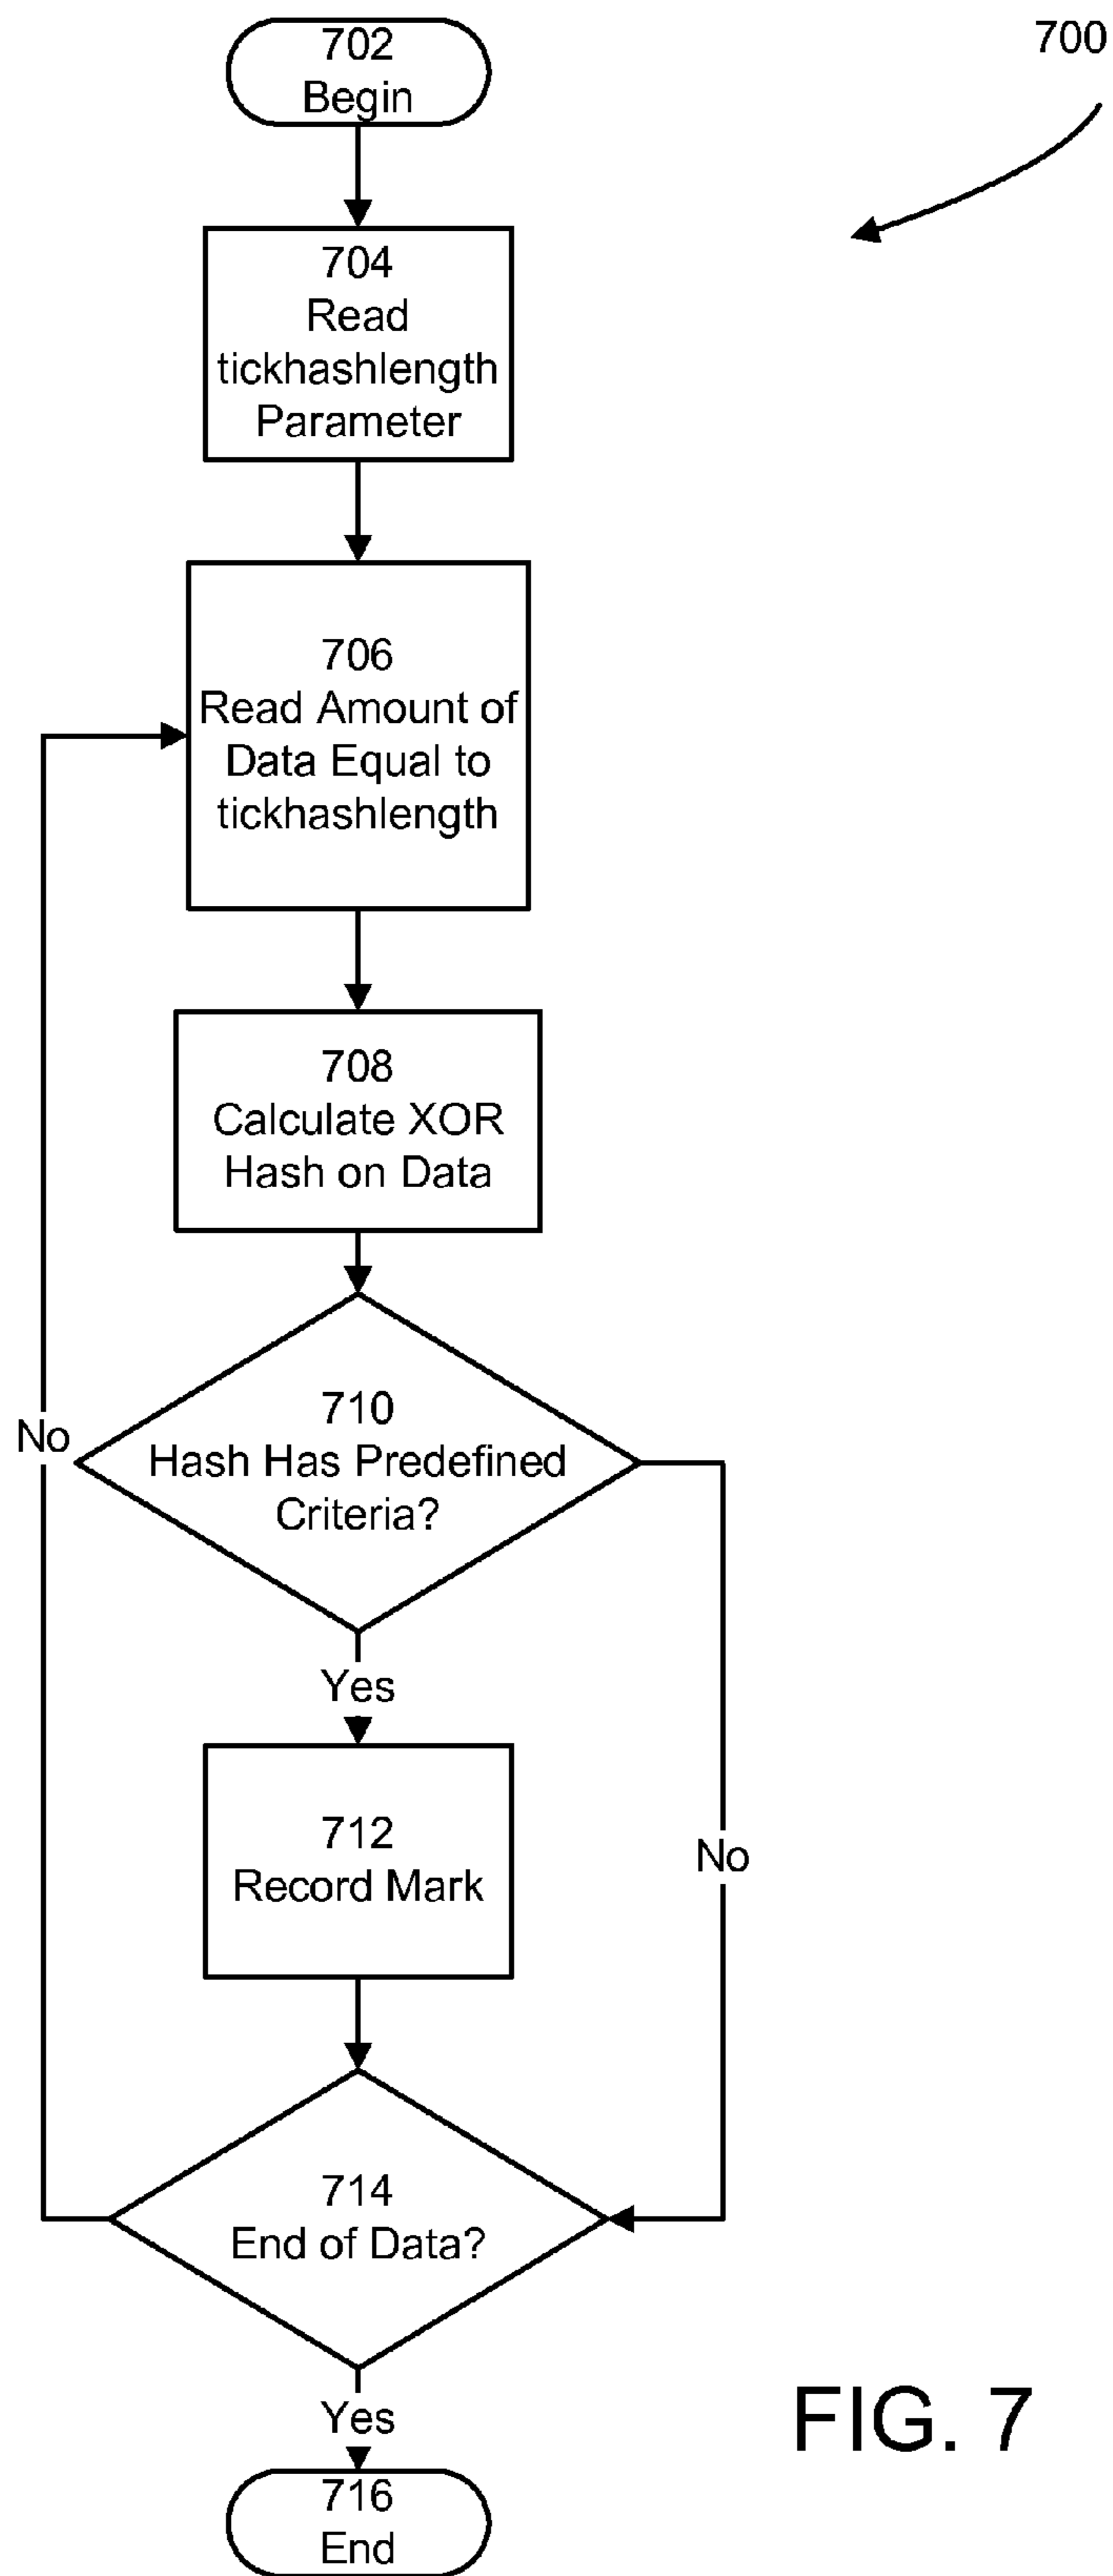 702
Begin
700
704
Read
tickhashlength
Parameter
706
Read Amount of
Data Equal to
tickhashlength
708
Calculate XOR
Hash on Data
710
Hash Has Predefined
Criteria?
No
Yes
712
Record Mark
No
714
End of Data?
Yes
716
End
FIG. 7